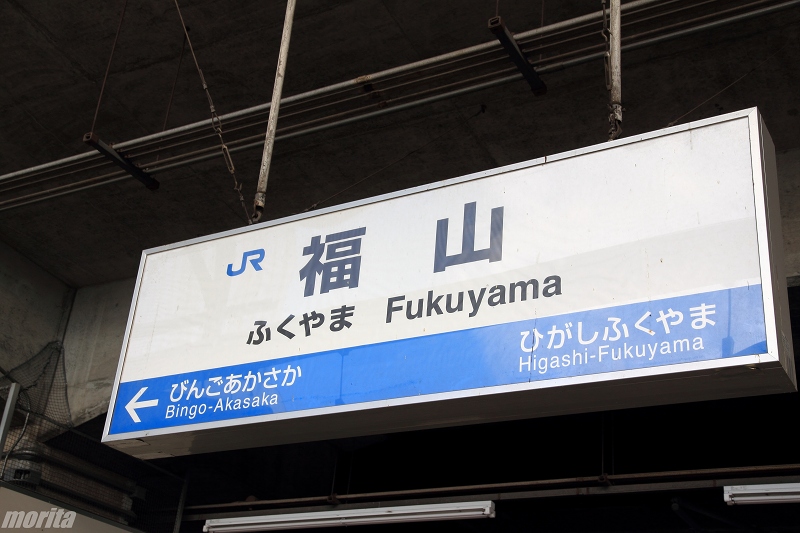 JR 福山
ふくやま Fukuyama
ひがしふくやま
Higashi-Fukuyama
← びんごあかさか
Bingo-Akasaka
morita